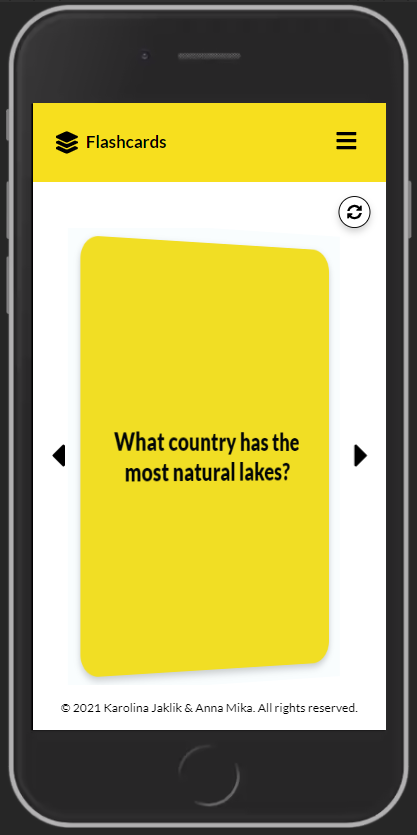 Flashcards
What country has the
most natural lakes?
© 2021 Karolina Jaklik & Anna Mika. All rights reserved.